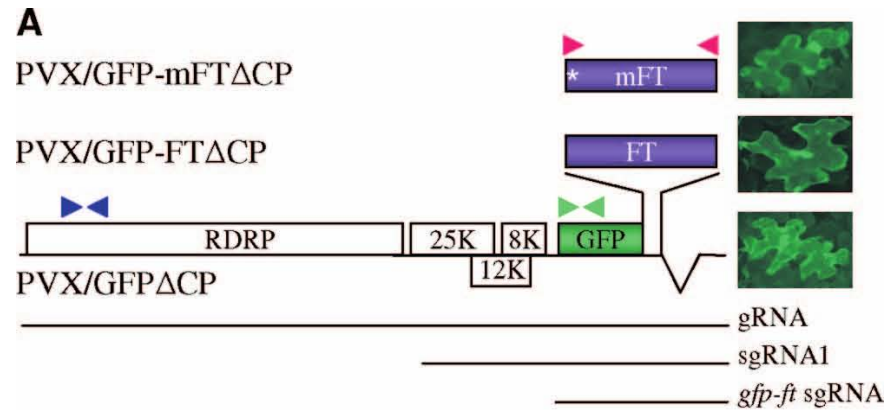 A
PVX/GFP-mFTΔCP
* mFT
PVX/GFP-FTΔCP
FT
RDRP 25K 8K GFP
12K
PVX/GFPΔCP
gRNA
sgRNA1
gfp-ft sgRNA